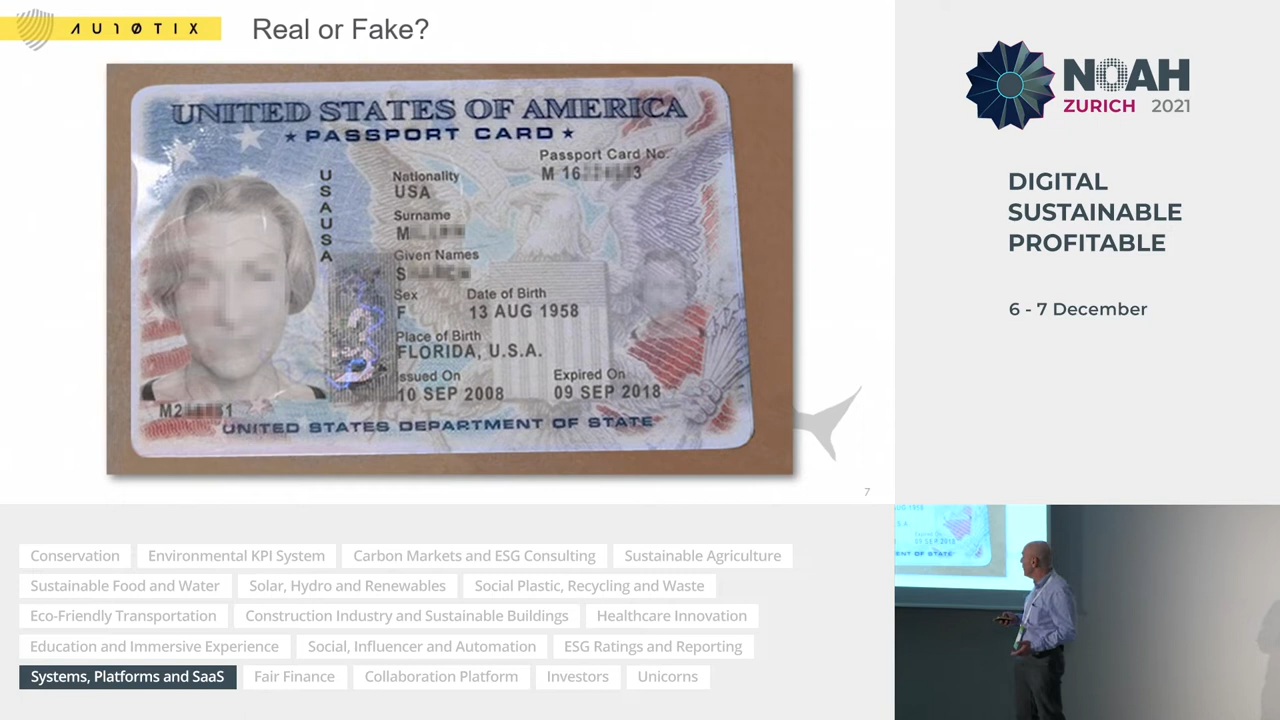 AU10TIX
Real or Fake?
UNITED STATES OF AMERICA
★ PASSPORT CARD ★
USAUSA
Passport Card No.
M 16 3
Nationality
USA
Surname
M
Given Names
S
Sex
F
Date of Birth
13 AUG 1958
Place of Birth
FLORIDA, U.S.A.
Issued On
10 SEP 2008
Expired On
09 SEP 2018
M2 1
UNITED STATES DEPARTMENT OF STATE
7
NOAH
ZURICH 2021
DIGITAL
SUSTAINABLE
PROFITABLE
6 - 7 December
Conservation
Environmental KPI System
Carbon Markets and ESG Consulting
Sustainable Agriculture
Sustainable Food and Water
Solar, Hydro and Renewables
Social Plastic, Recycling and Waste
Eco-Friendly Transportation
Construction Industry and Sustainable Buildings
Healthcare Innovation
Education and Immersive Experience
Social, Influencer and Automation
ESG Ratings and Reporting
Systems, Platforms and SaaS
Fair Finance
Collaboration Platform
Investors
Unicorns